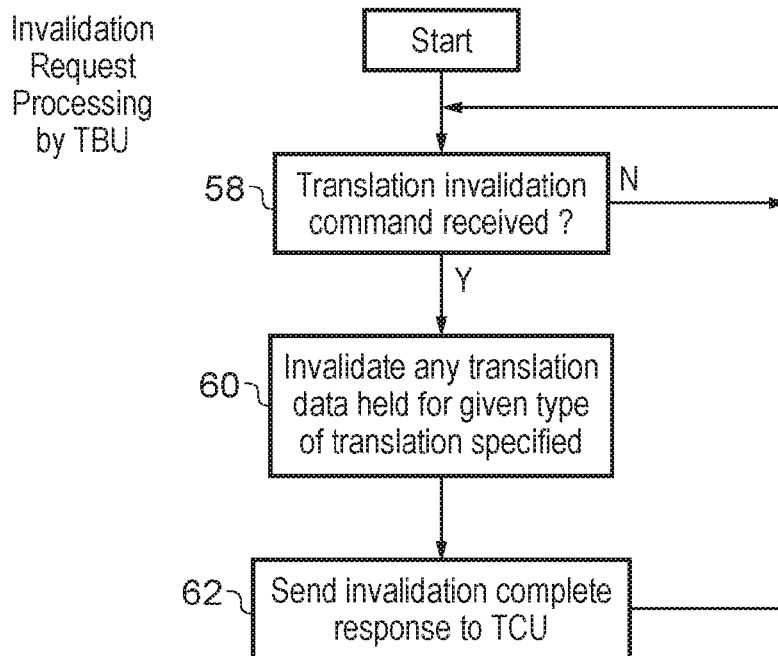 Invalidation
Request
Processing
by TBU
Start
58
Translation invalidation
command received ?
N
Y
60
Invalidate any translation
data held for given type
of translation specified
62
Send invalidation complete
response to TCU